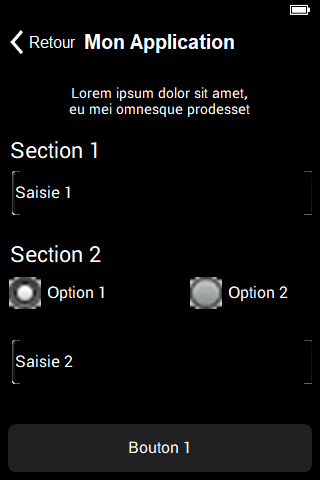 Retour Mon Application
Lorem ipsum dolor sit amet,
eu mei omnesque prodesset
Section 1
Saisie 1
Section 2
Option 1 Option 2
Saisie 2
Bouton 1